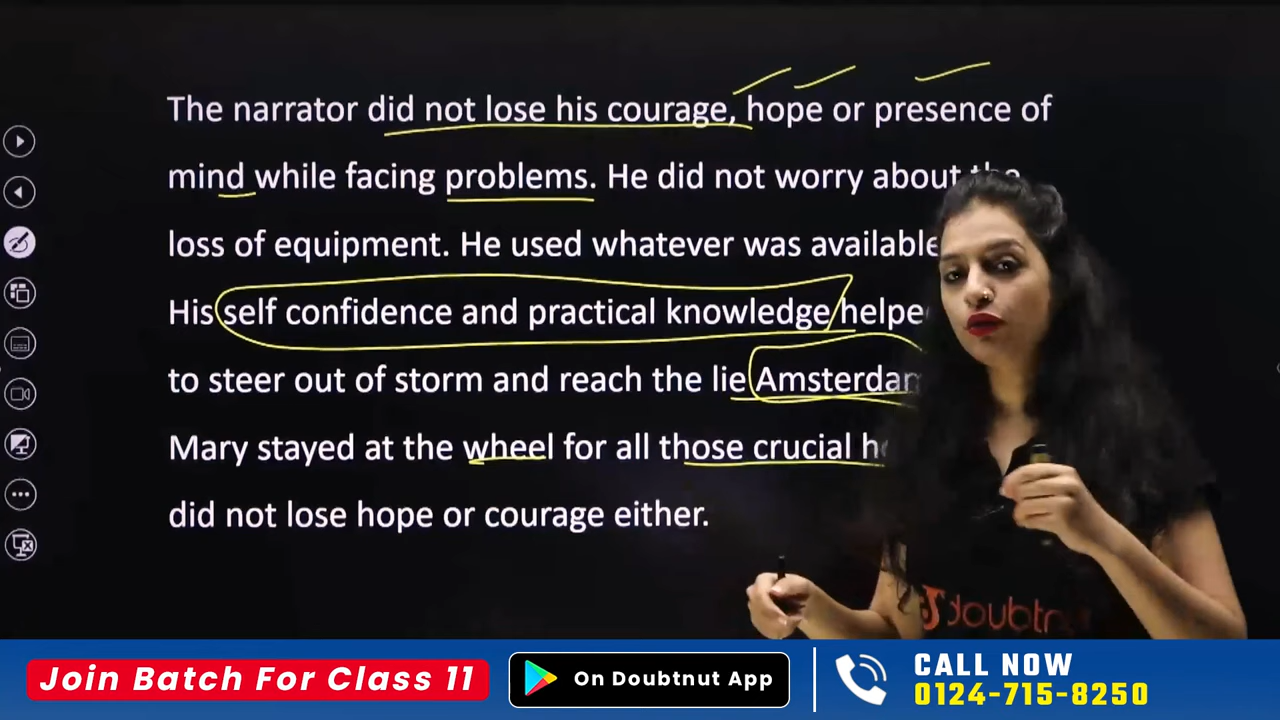 The narrator did not lose his courage, hope or presence of
mind while facing problems. He did not worry about the
loss of equipment. He used whatever was available
His self confidence and practical knowledge
to steer out of storm and reach the lie Amsterdam
Mary stayed at the wheel for all those crucial
did not lose hope or courage either.
doubtnut
Join Batch For Class 11
On Doubtnut App
CALL NOW
0124-715-8250